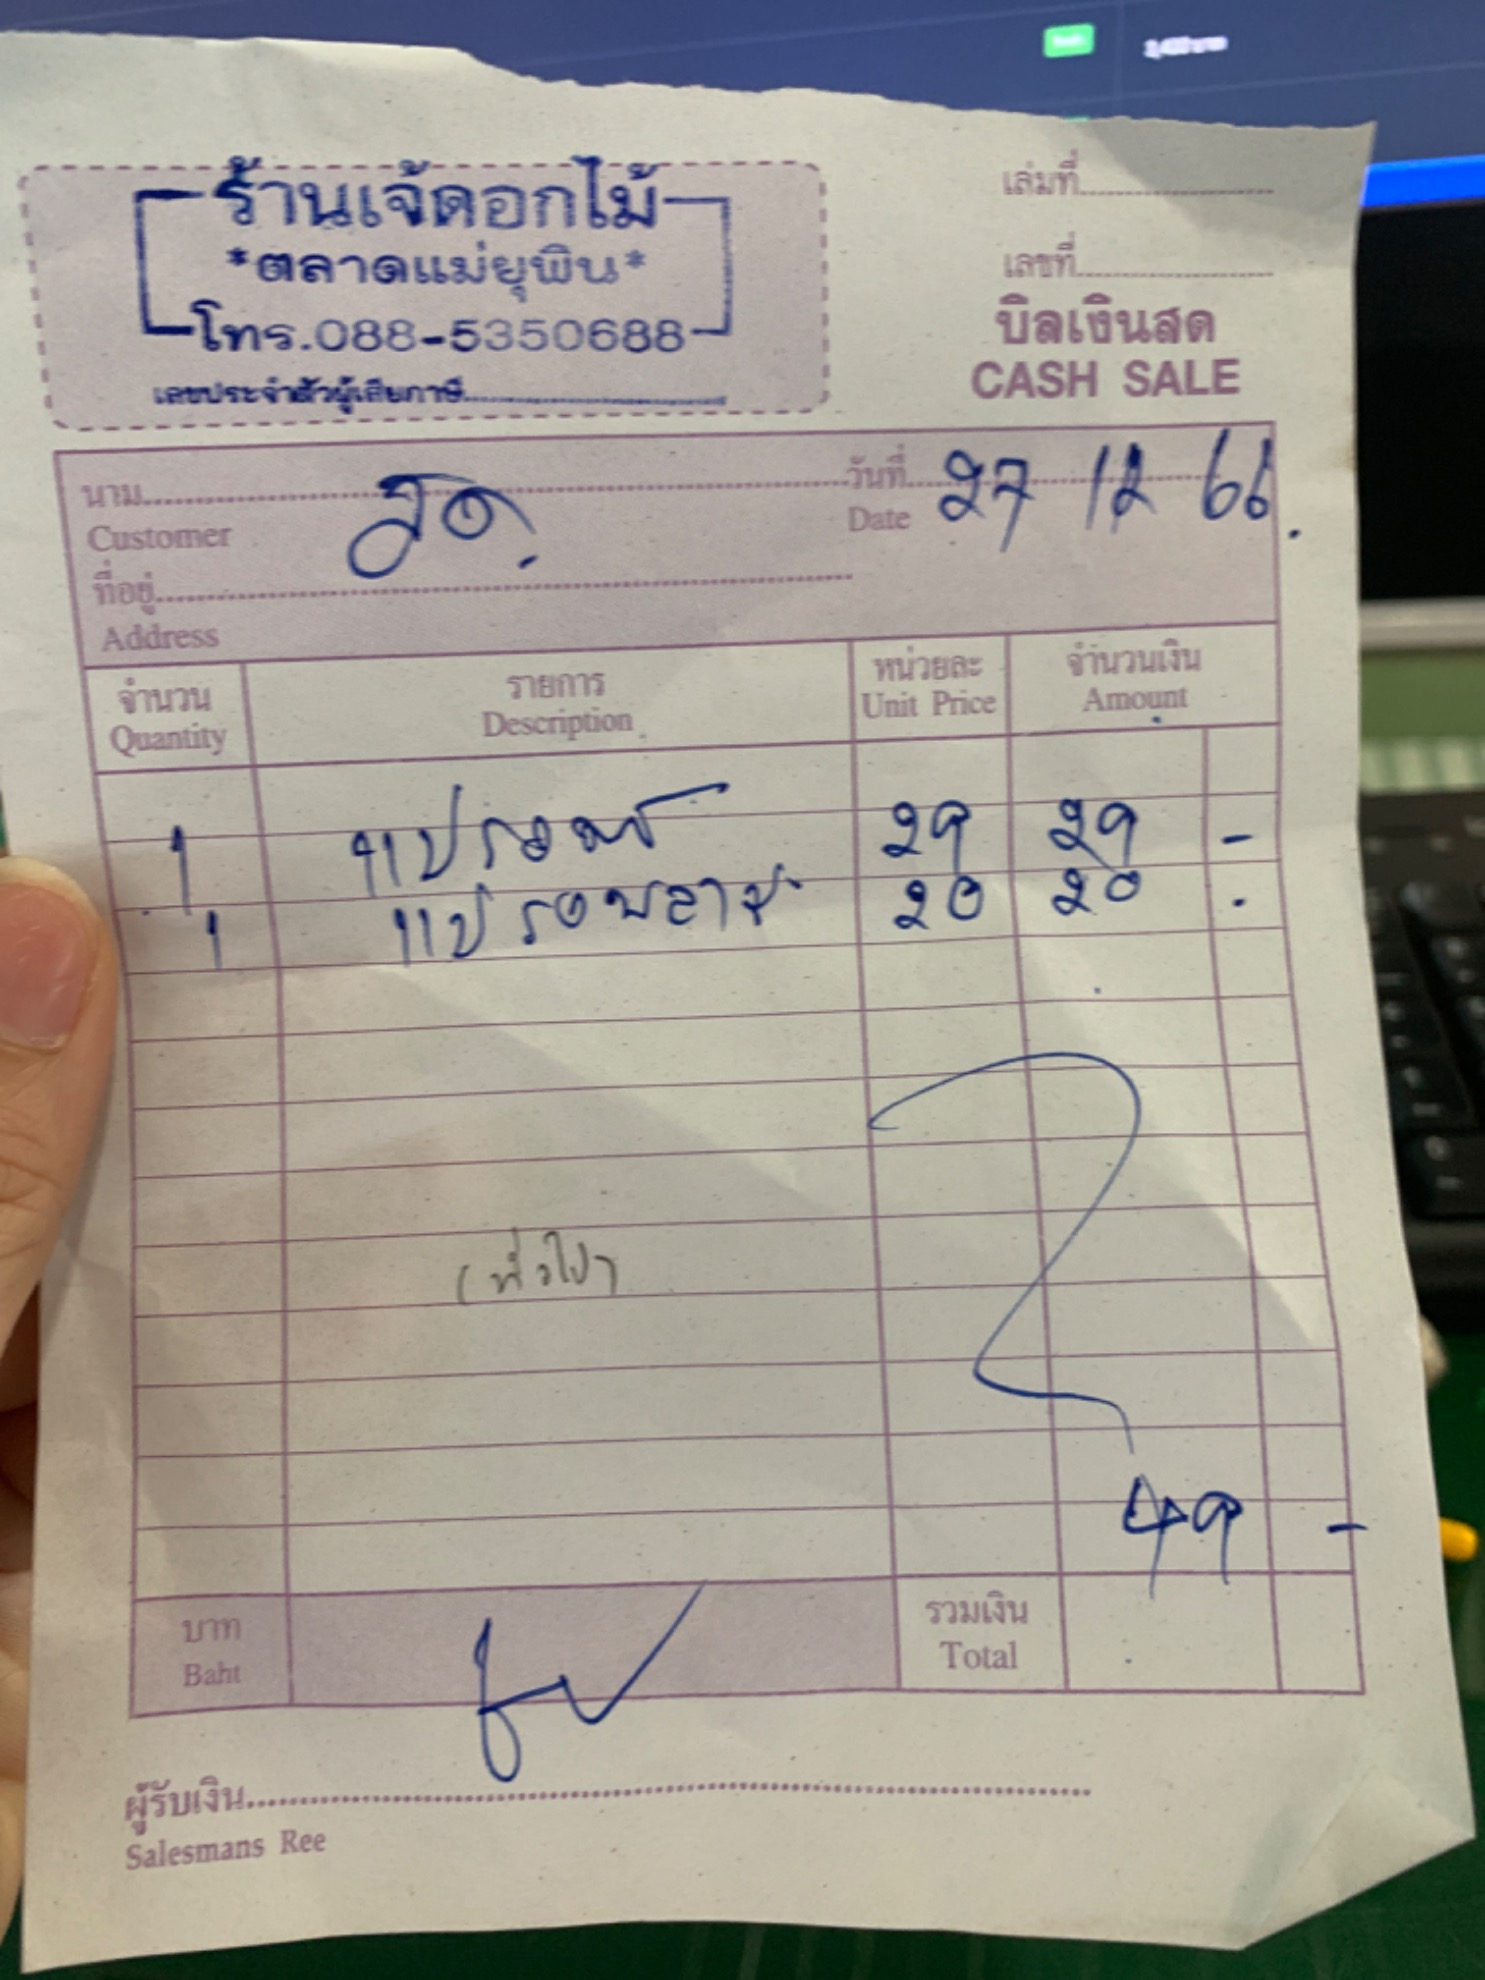 ร้านเจ้ดอกไม้
*ตลาดแม่ยุพิน*
โทร.088-5350688
เลขประจำตัวผู้เสียภาษี
เล่มที่
เลขที่
บิลเงินสด
CASH SALE
นาม วันที่ 27 12 66
Customer Date
ที่อยู่
Address
จำนวน รายการ หน่วยละ จำนวนเงิน
Quantity Description Unit Price Amount
1 29 29 -
1 20 20
(ทั่วไป)
49 -
บาท รวมเงิน
Baht Total
ผู้รับเงิน
Salesmans Ree